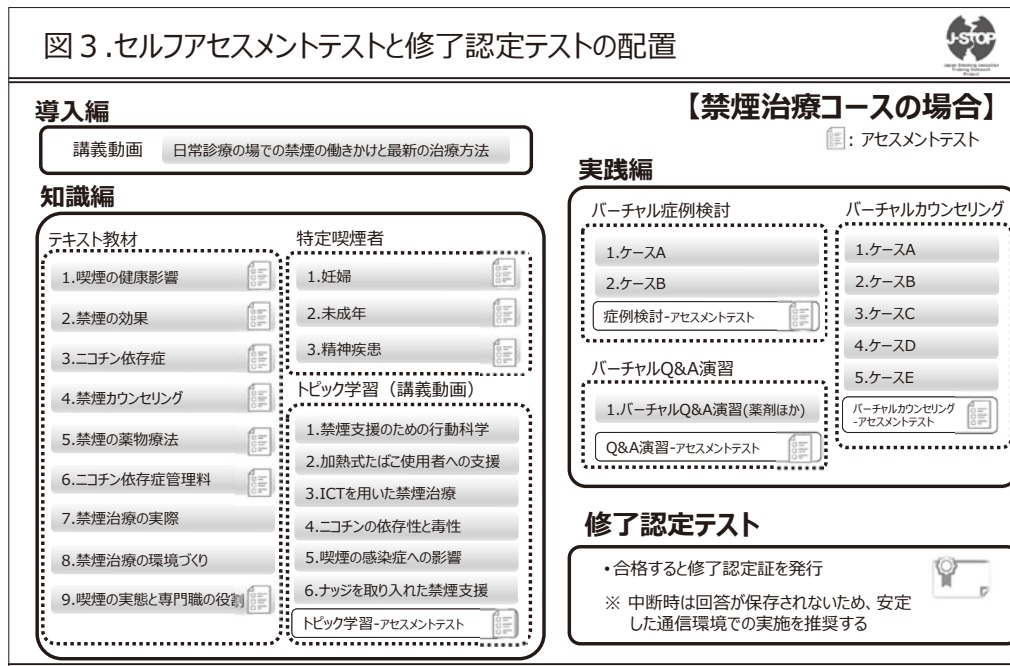 図３.セルフアセスメントテストと修了認定テストの配置
J-STOP
【禁煙治療コースの場合】
：アセスメントテスト
導入編
講義動画 日常診療の場での禁煙の働きかけと最新の治療方法
知識編
テキスト教材
1.喫煙の健康影響
2.禁煙の効果
3.ニコチン依存症
4.禁煙カウンセリング
5.禁煙の薬物療法
6.ニコチン依存症管理料
7.禁煙治療の実際
8.禁煙治療の環境づくり
9.喫煙の実態と専門職の役割
特定喫煙者
1.妊婦
2.未成年
3.精神疾患
トピック学習（講義動画）
1.禁煙支援のための行動科学
2.加熱式たばこ使用者への支援
3.ICTを用いた禁煙治療
4.ニコチンの依存性と毒性
5.喫煙の感染症への影響
6.ナッジを取り入れた禁煙支援
トピック学習-アセスメントテスト
実践編
バーチャル症例検討
1.ケースA
2.ケースB
症例検討-アセスメントテスト
バーチャルQ&A演習
1.バーチャルQ&A演習(薬剤ほか)
Q&A演習-アセスメントテスト
バーチャルカウンセリング
1.ケースA
2.ケースB
3.ケースC
4.ケースD
5.ケースE
バーチャルカウンセリング
-アセスメントテスト
修了認定テスト
・合格すると修了認定証を発行
※ 中断時は回答が保存されないため、安定
した通信環境での実施を推奨する